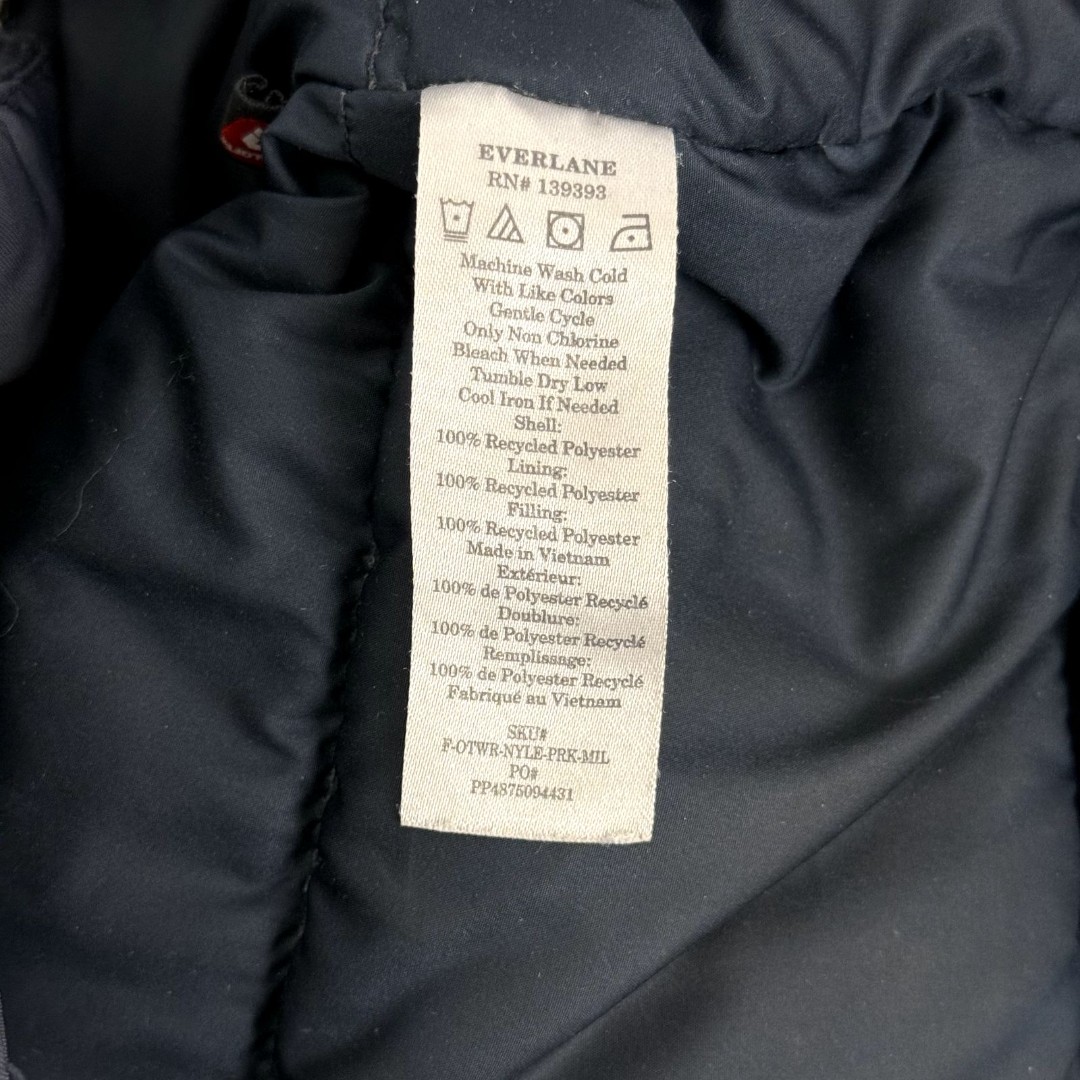 EVERLANE
RN# 139393
Machine Wash Cold
With Like Colors
Gentle Cycle
Only Non Chlorine
Bleach When Needed
Tumble Dry Low
Cool Iron If Needed
Shell:
100% Recycled Polyester
Lining:
100% Recycled Polyester
Filling:
100% Recycled Polyester
Made in Vietnam
Extérieur:
100% de Polyester Recyclé
Doublure:
100% de Polyester Recyclé
Remplissage:
100% de Polyester Recyclé
Fabriqué au Vietnam
SKU#
F-OTWR-NYLE-PRK-MIL
PO#
PP4875094431